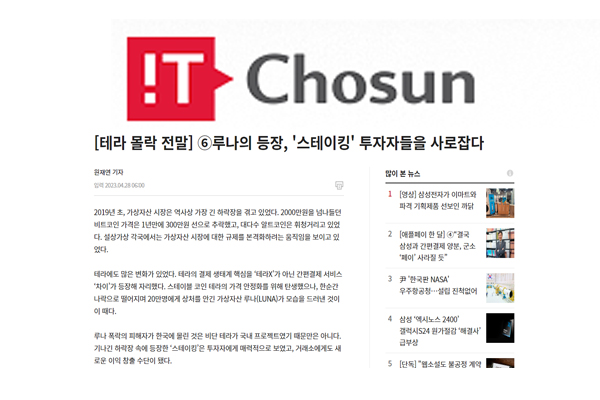 !T Chosun
[테라 몰락 전말] ⑥루나의 등장, '스테이킹' 투자자들을 사로잡다
원재연 기자
입력 2023.04.28 06:00
2019년 초, 가상자산 시장은 역사상 가장 긴 하락장을 겪고 있었다. 2000만원을 넘나들던
비트코인 가격은 1년만에 300만원 선으로 추락했고, 대다수 알트코인은 휘청거리고 있었
다. 설상가상 각국에서는 가상자산 시장에 대한 규제를 본격화하려는 움직임을 보이고 있
었다.
테라에도 많은 변화가 있었다. 테라의 결제 생태계 핵심을 '테라X'가 아닌 간편결제 서비스
'차이'가 등장해 차리했다. 스테이블 코인 테라의 가격 안정화를 위해 탄생했으나, 한순간
나락으로 떨어지며 20만명에게 상처를 안긴 가상자산 루나(LUNA)가 모습을 드러낸 것이
이 때다.
루나 폭락의 피해자가 한국에 몰린 것은 비단 테라가 국내 프로젝트였기 때문만은 아니다.
기나긴 하락장 속에 등장한 '스테이킹'은 투자자에게 매력적으로 보였고, 거래소에게도 새
로운 이익 창출 수단이 됐다.
많이 본 뉴스
1 [영상] 삼성전자가 이마트와
파격 기획제품 선보인 까닭
2 [애플페이 한 달] ④"결국
삼성과 간편결제 양분, 군소
'페이' 사라질 듯"
3 尹 '한국판 NASA'
우주항공청…설립 진척없어
4 삼성 '엑시노스 2400'
갤럭시S24 원가절감 '해결사'
급부상
5 [단독] "웹소설도 불공정 계약